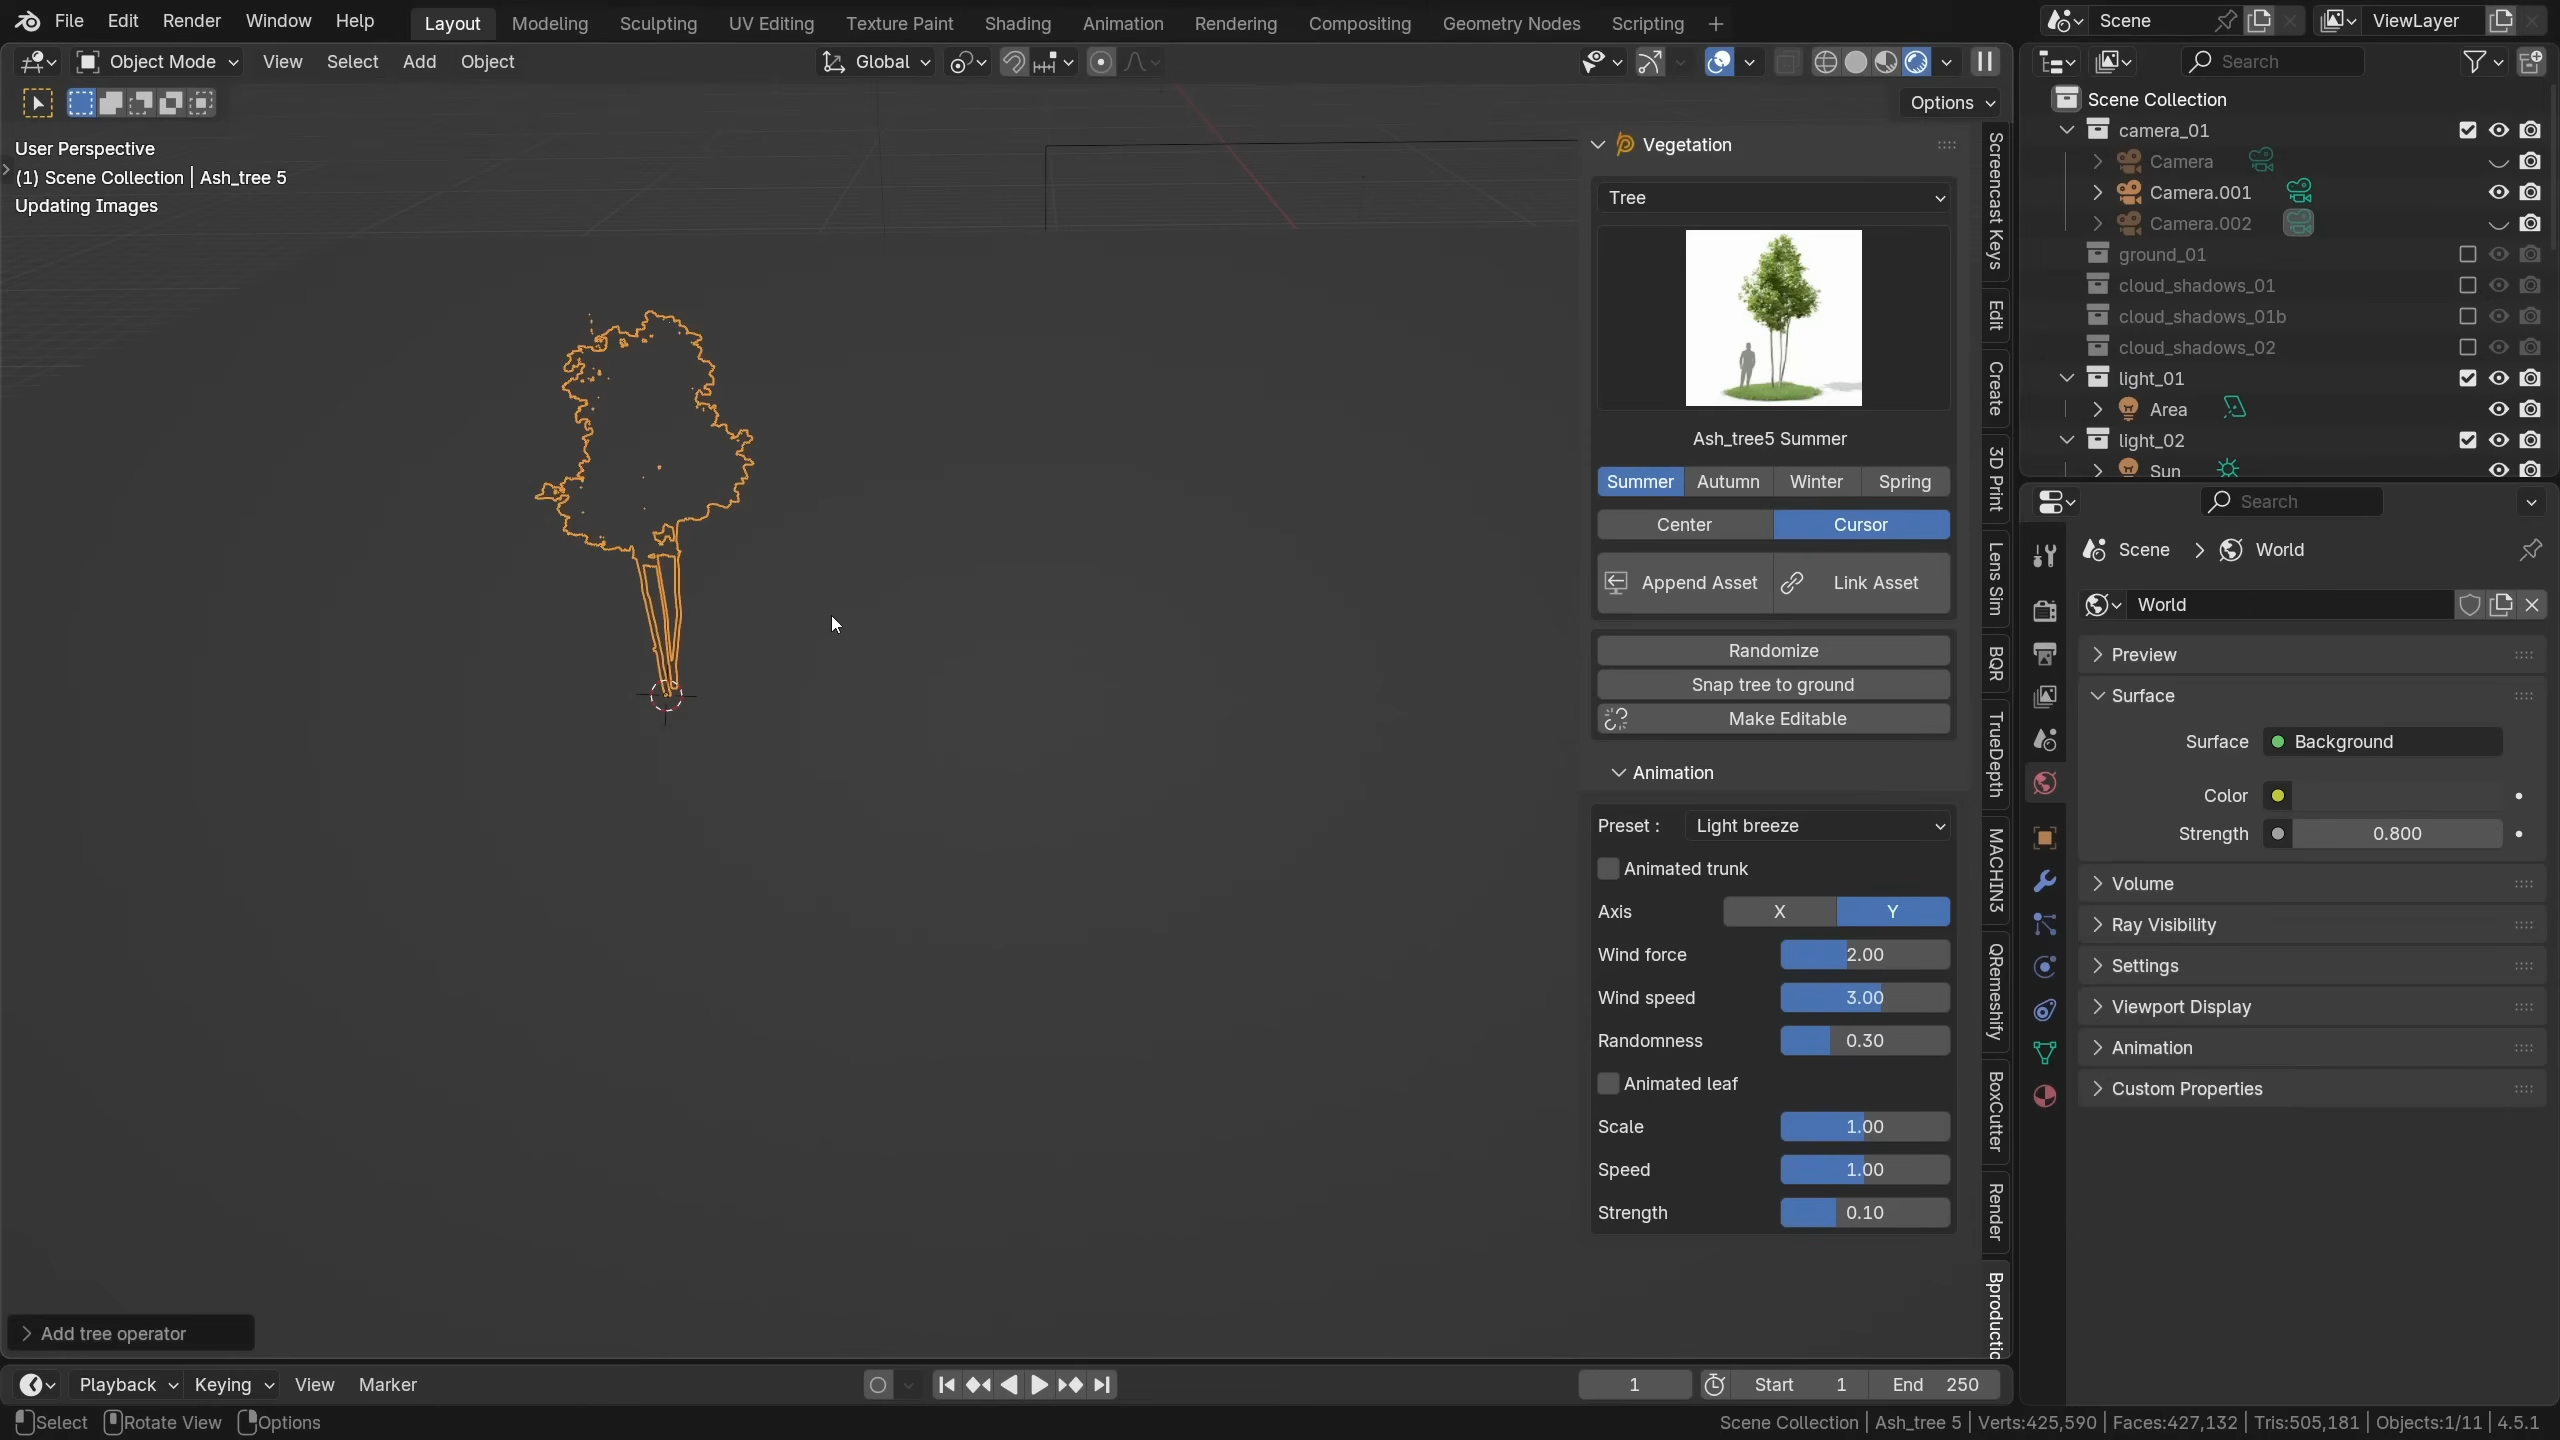 File Edit Render Window Help Layout Modeling Sculpting UV Editing Texture Paint Shading Animation Rendering Compositing Geometry Nodes Scripting Scene ViewLayer
Object Mode View Select Add Object Global
Options
User Perspective
(1) Scene Collection | Ash_tree 5
Updating Images
Vegetation
Tree
Ash_tree5 Summer
Summer Autumn Winter Spring
Center Cursor
Append Asset Link Asset
Randomize
Snap tree to ground
Make Editable
Animation
Preset : Light breeze
Animated trunk
Axis X Y
Wind force 2.00
Wind speed 3.00
Randomness 0.30
Animated leaf
Scale 1.00
Speed 1.00
Strength 0.10
Screencast Keys
Edit
Create
3D Print
Lens Sim
BQR
TrueDepth
MACHIN3
QRemeshify
BoxCutter
Render
Bproductic
Search
Scene Collection
camera_01
Camera
Camera.001
Camera.002
ground_01
cloud_shadows_01
cloud_shadows_01b
cloud_shadows_02
light_01
Area
light_02
Sun
Search
Scene World
World
Preview
Surface
Surface Background
Color
Strength 0.800
Volume
Ray Visibility
Settings
Viewport Display
Animation
Custom Properties
Add tree operator
Playback Keying View Marker 1 Start 1 End 250
Select Rotate View Options Scene Collection | Ash_tree 5 | Verts:425,590 | Faces:427,132 | Tris:505,181 | Objects:1/11 | 4.5.1